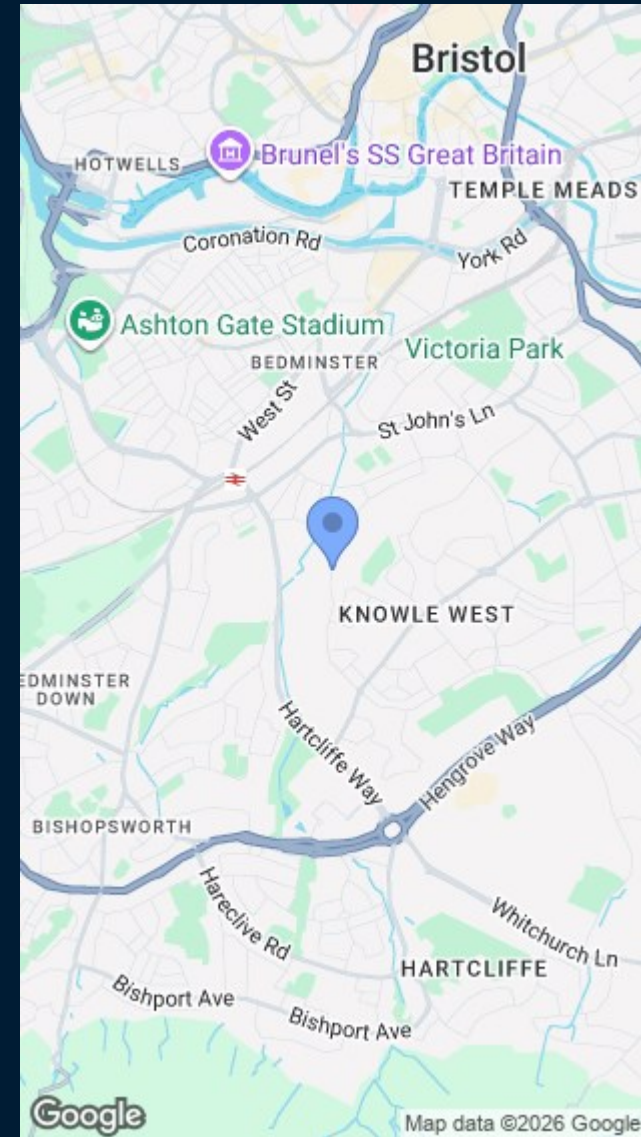 Bristol
HOTWELLS
Brunel's SS Great Britain
TEMPLE MEADS
Coronation Rd
York Rd
Ashton Gate Stadium
BEDMINSTER
Victoria Park
West St
St John's Ln
KNOWLE WEST
EDMINSTER
DOWN
Hartcliffe Way
Hengrove Way
BISHOPSWORTH
Hareclive Rd
Whitchurch Ln
HARTCLIFFE
Bishport Ave
Bishport Ave
Google
Map data ©2026 Google